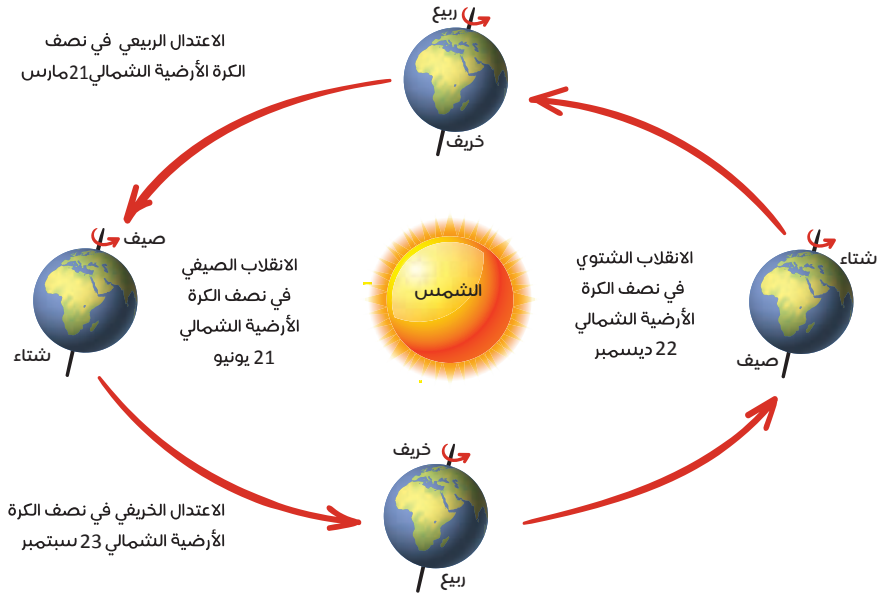 ربيع
الاعتدال الربيعي في نصف
الكرة الأرضية الشمالي21مارس
خريف
شتاء
الانقلاب الشتوي
في نصف الكرة
الأرضية الشمالي
22 ديسمبر
صيف
الشمس
صيف
الانقلاب الصيفي
في نصف الكرة
الأرضية الشمالي
21 يونيو
شتاء
خريف
الاعتدال الخريفي في نصف الكرة
الأرضية الشمالي 23 سبتمبر
ربيع